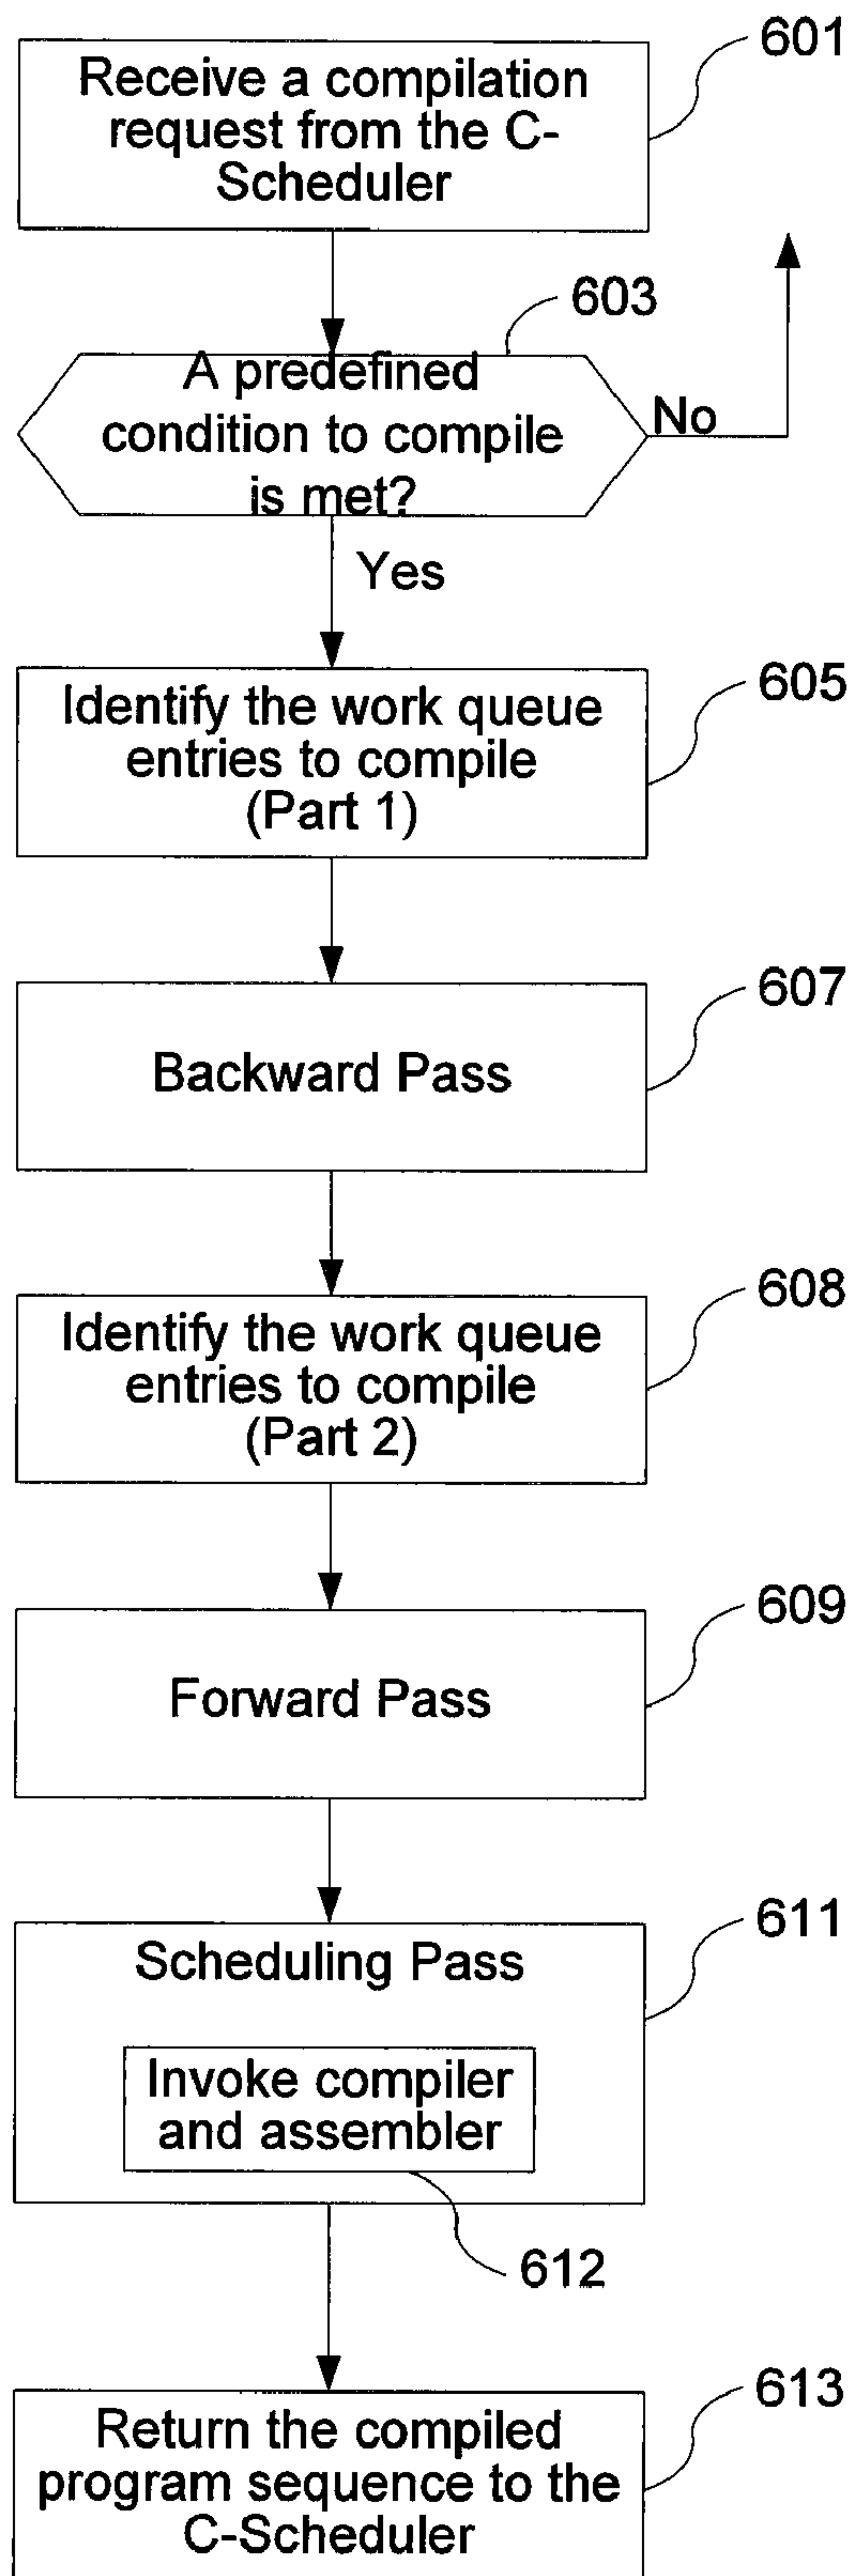 601
Receive a compilation
request from the C-
Scheduler
603
A predefined
condition to compile
is met?
No
Yes
605
Identify the work queue
entries to compile
(Part 1)
607
Backward Pass
608
Identify the work queue
entries to compile
(Part 2)
609
Forward Pass
611
Scheduling Pass
Invoke compiler
and assembler
612
613
Return the compiled
program sequence to the
C-Scheduler